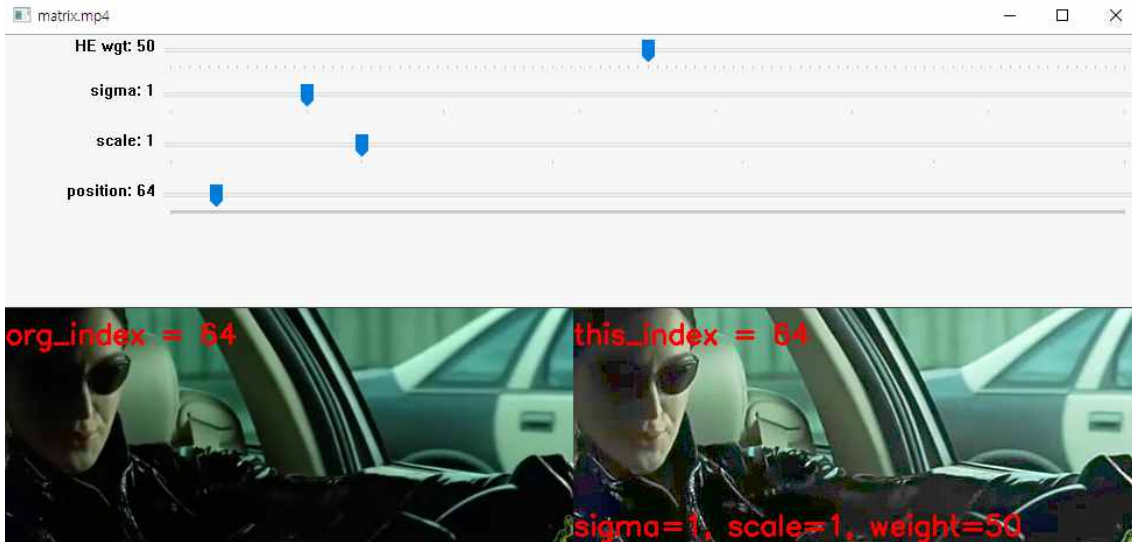 matrix.mp4
HE wgt: 50
sigma: 1
scale: 1
position: 64
org_index = 64
this_index = 64
sigma=1, scale=1, weight=50